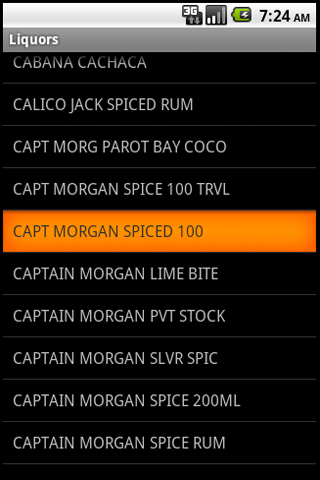 3G 7:24 AM
Liquors
CABANA CACHACA
CALICO JACK SPICED RUM
CAPT MORG PAROT BAY COCO
CAPT MORGAN SPICE 100 TRVL
CAPT MORGAN SPICED 100
CAPTAIN MORGAN LIME BITE
CAPTAIN MORGAN PVT STOCK
CAPTAIN MORGAN SLVR SPIC
CAPTAIN MORGAN SPICE 200ML
CAPTAIN MORGAN SPICE RUM